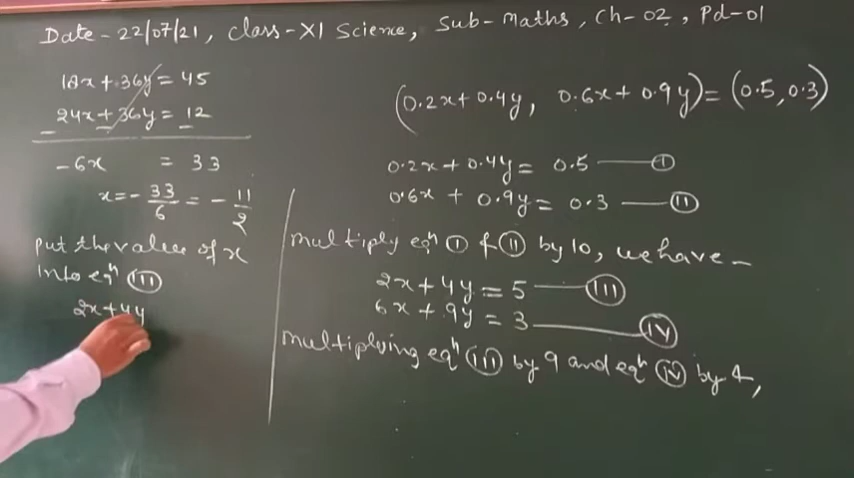 Date - 22/07/21, Class-XI Science, Sub- Maths, Ch-02, Pd-01
(0.2x+0.4y, 0.6x+0.9y)=(0.5,0.3)
0.2x+0.4y= 0.5 —— I
0.6x + 0.9y= 0.3 —— II
multiply eqⁿ I & II by 10, we have -
2x+4y = 5 —— III
6x+9y = 3 —— IV
multiplying eqⁿ III by 9 and eqⁿ IV by 4,
18x+36y = 45
24x+36y = 12
- - -
-6x = 33
x=-33/6 = -11/2
put the value of x
Into eqⁿ III
2x+4y